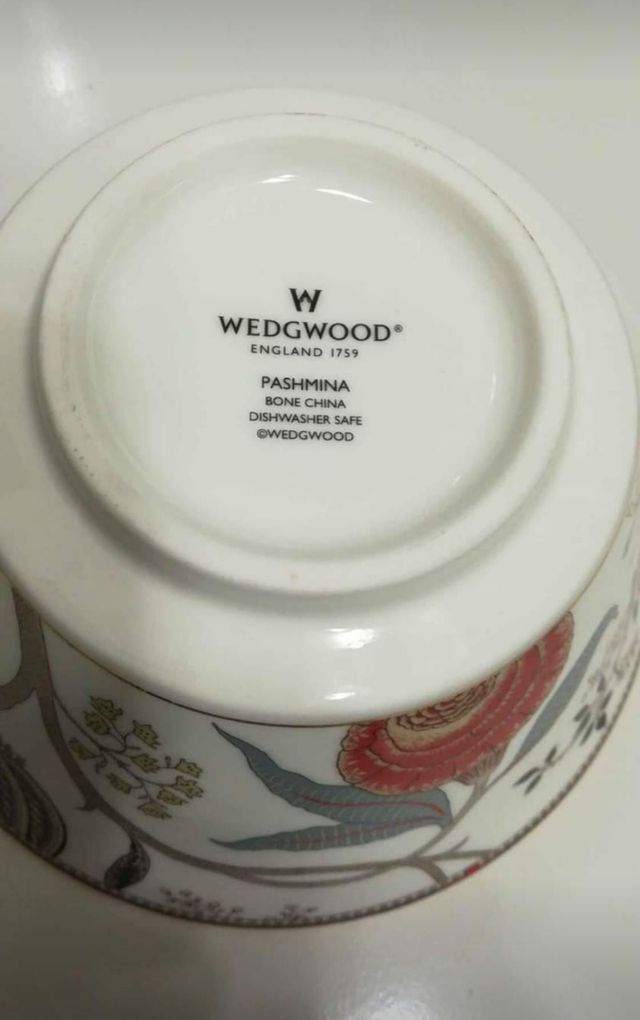 W
WEDGWOOD®
ENGLAND 1759
PASHMINA
BONE CHINA
DISHWASHER SAFE
©WEDGWOOD